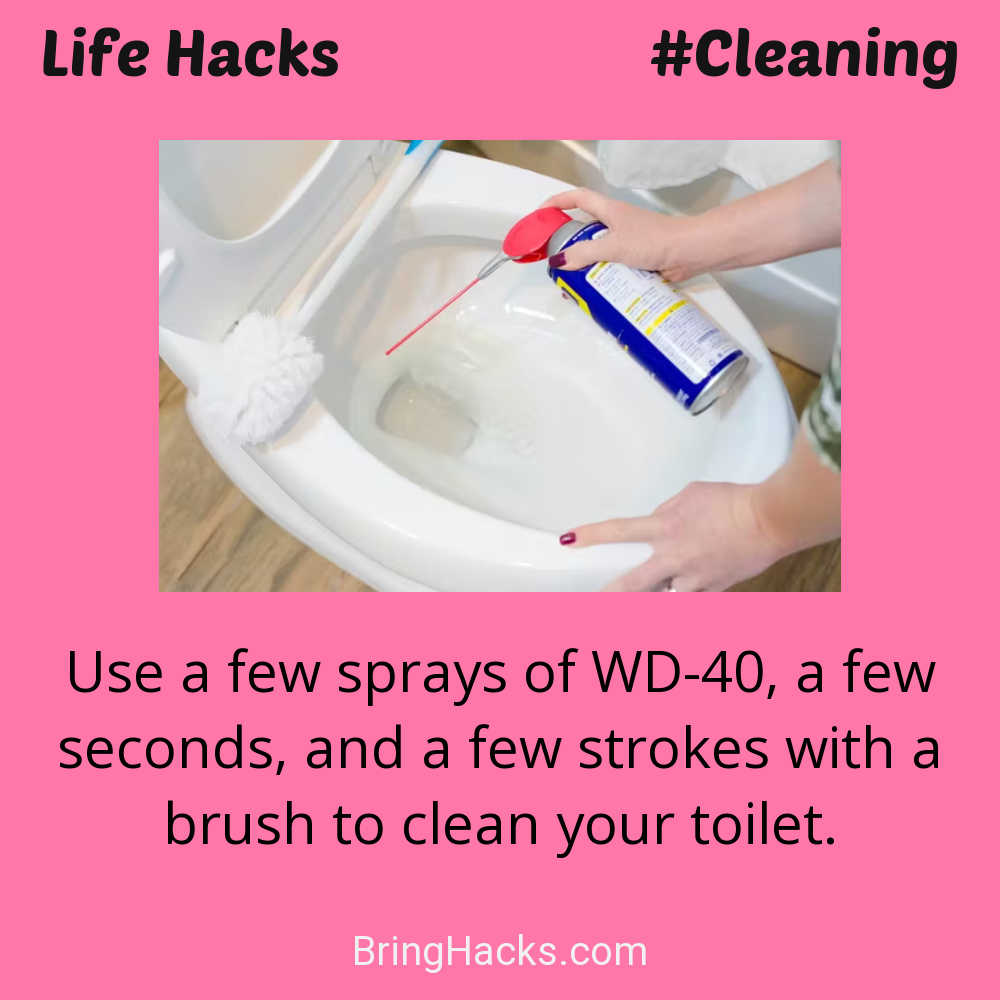 Life Hacks #Cleaning
Use a few sprays of WD-40, a few
seconds, and a few strokes with a
brush to clean your toilet.
BringHacks.com